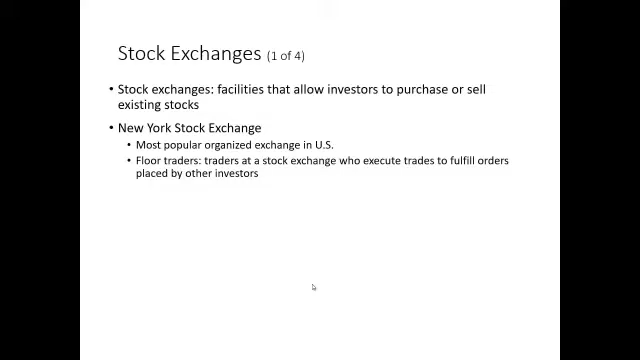 Stock Exchanges (1 of 4)
• Stock exchanges: facilities that allow investors to purchase or sell
existing stocks
• New York Stock Exchange
• Most popular organized exchange in U.S.
• Floor traders: traders at a stock exchange who execute trades to fulfill orders
placed by other investors